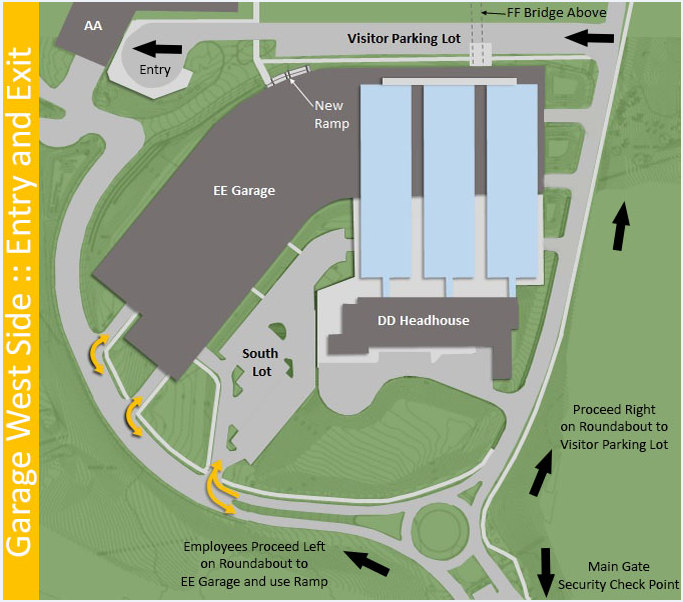 Garage West Side :: Entry and Exit
AA
FF Bridge Above
Visitor Parking Lot
Entry
New
Ramp
EE Garage
DD Headhouse
South
Lot
Proceed Right
on Roundabout to
Visitor Parking Lot
Employees Proceed Left
on Roundabout to
EE Garage and use Ramp
Main Gate
Security Check Point